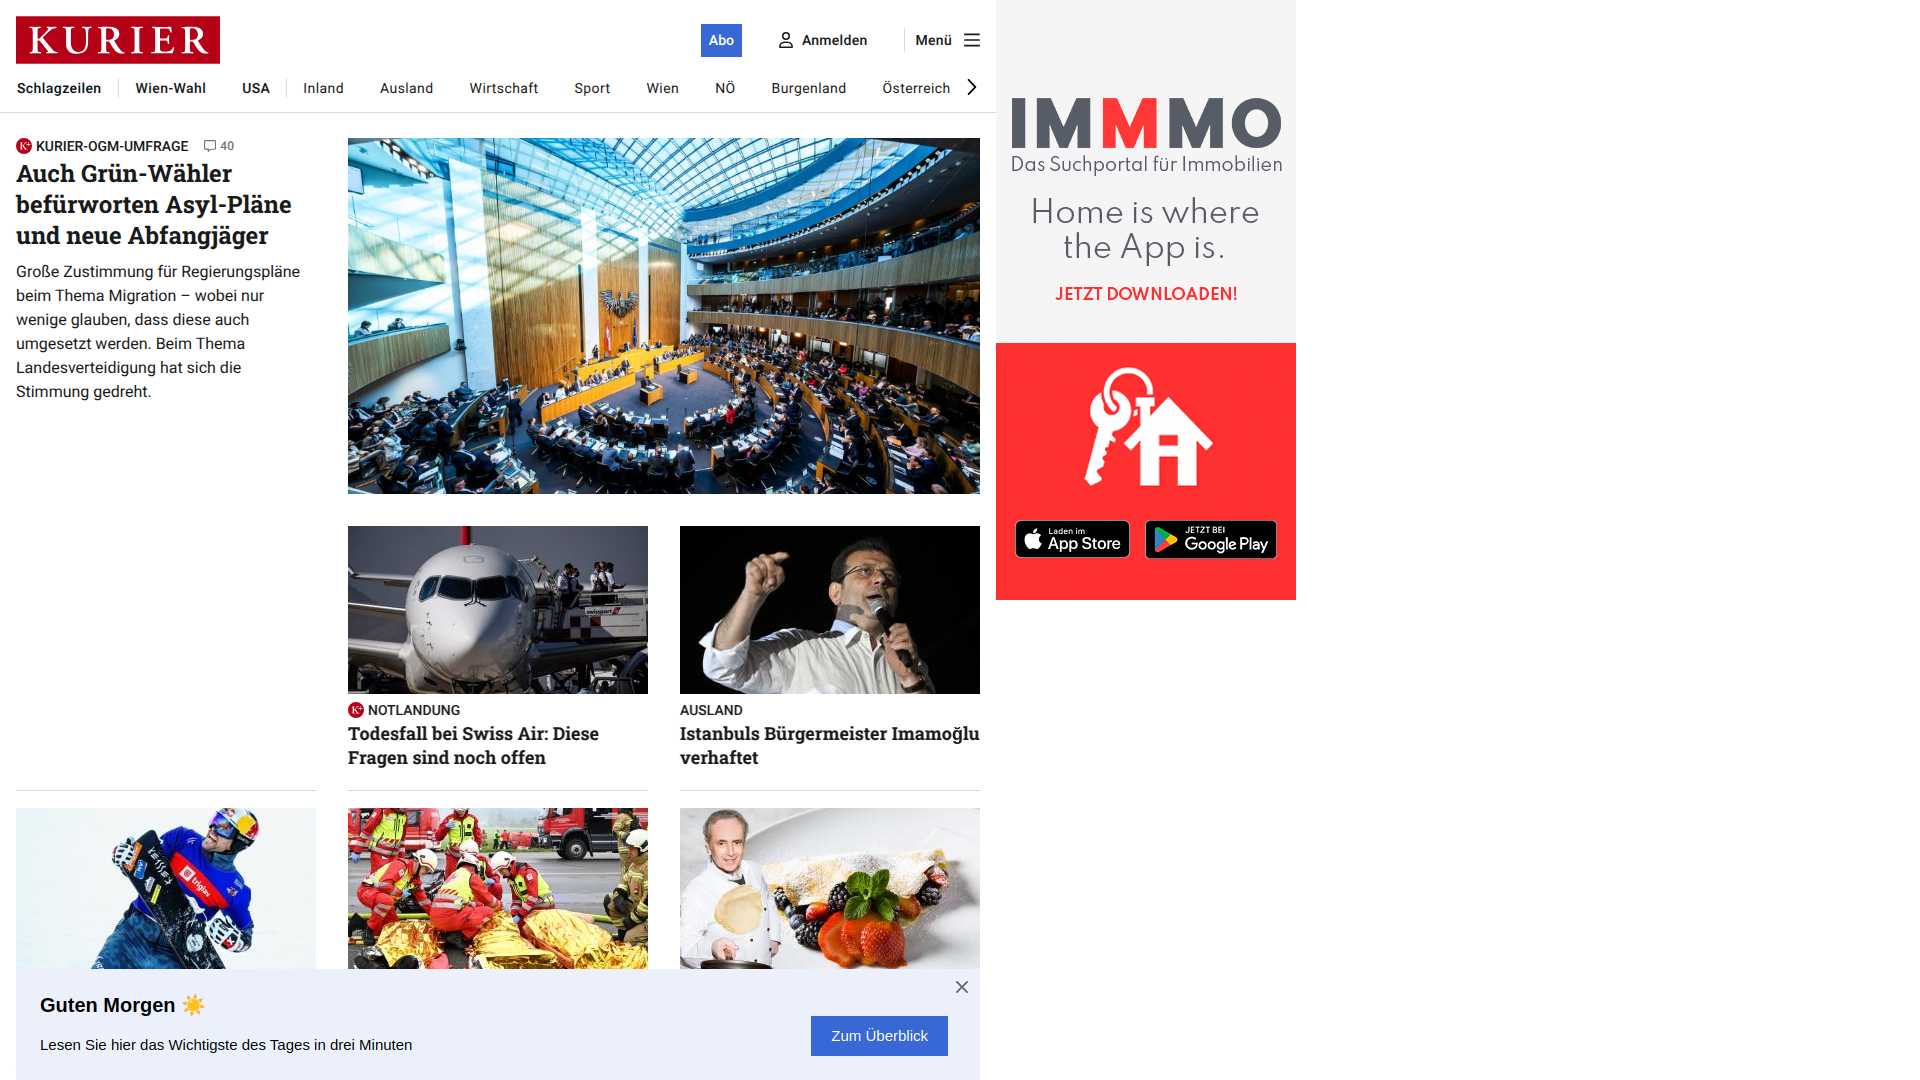 KURIER
Abo
Anmelden
Menü
Schlagzeilen
Wien-Wahl
USA
Inland
Ausland
Wirtschaft
Sport
Wien
NÖ
Burgenland
Österreich
KURIER-OGM-UMFRAGE 40
Auch Grün-Wähler
befürworten Asyl-Pläne
und neue Abfangjäger
Große Zustimmung für Regierungspläne
beim Thema Migration – wobei nur
wenige glauben, dass diese auch
umgesetzt werden. Beim Thema
Landesverteidigung hat sich die
Stimmung gedreht.
swissport
K+ NOTLANDUNG
Todesfall bei Swiss Air: Diese
Fragen sind noch offen
AUSLAND
Istanbuls Bürgermeister Imamoğlu
verhaftet
Guten Morgen ☀️
Lesen Sie hier das Wichtigste des Tages in drei Minuten
Zum Überblick
IMMMO
Das Suchportal für Immobilien
Home is where
the App is.
JETZT DOWNLOADEN!
Laden im
App Store
JETZT BEI
Google Play